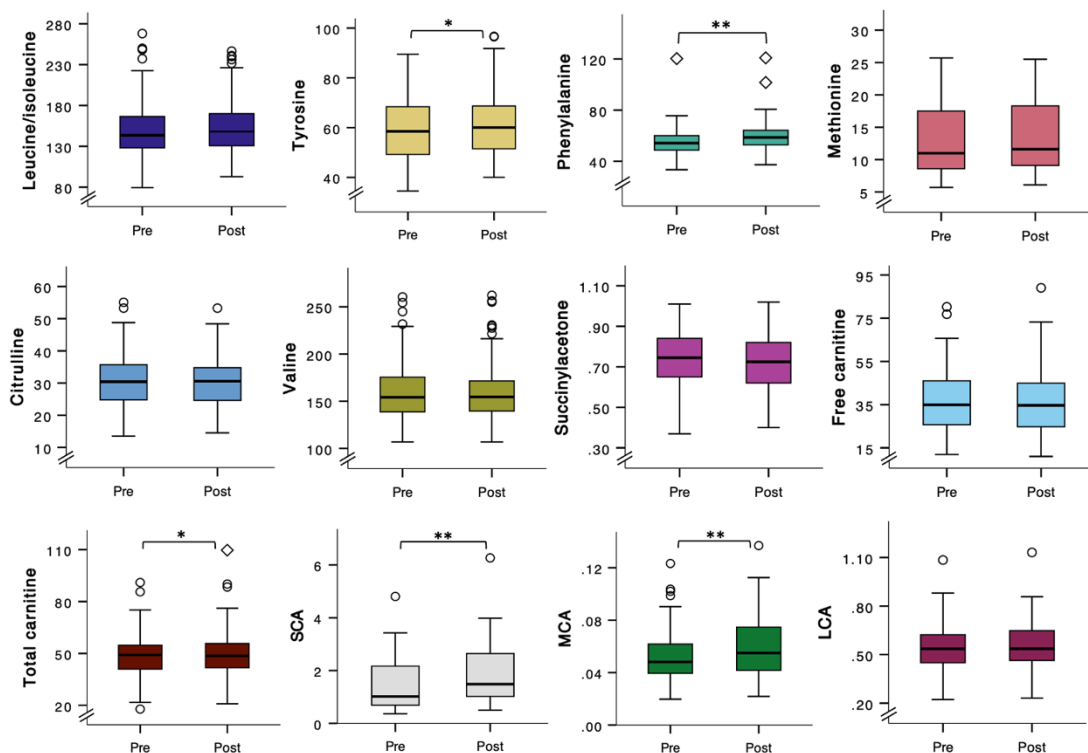 Leucine/isoleucine
280
230
180
130
80
Pre
Post
Tyrosine
100
80
60
40
*
Pre
Post
Phenylalanine
120
80
60
40
**
Pre
Post
Methionine
30
25
20
15
10
5
Pre
Post
Citrulline
60
50
40
30
20
10
Pre
Post
Valine
250
200
150
100
Pre
Post
Succinylacetone
1.10
.90
.70
.50
.30
Pre
Post
Free carnitine
95
75
55
35
15
Pre
Post
Total carnitine
110
80
50
20
*
Pre
Post
SCA
6
4
2
0
**
Pre
Post
MCA
.12
.08
.04
.00
**
Pre
Post
LCA
1.10
.80
.50
.20
Pre
Post